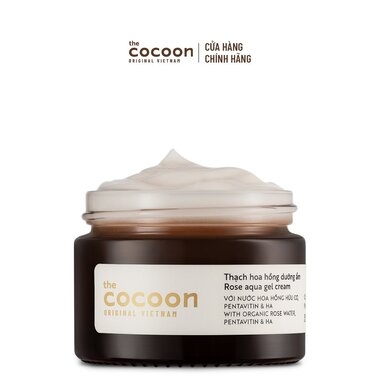 the
cocoon
ORIGINAL VIETNAM
CỬA HÀNG
CHÍNH HÃNG
the
cocoon
ORIGINAL VIETNAM
Thạch hoa hồng dưỡng ẩm
Rose aqua gel cream
VỚI NƯỚC HOA HỒNG HỮU CƠ,
PENTAVITIN & HA
WITH ORGANIC ROSE WATER,
PENTAVITIN & HA